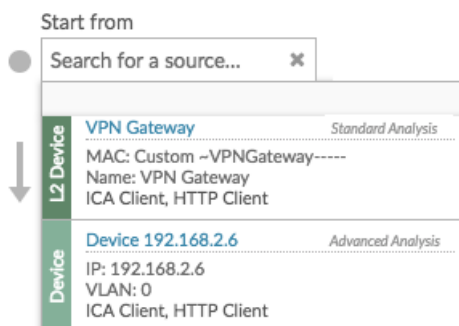 Start from
Search for a source... ×
L2 Device
VPN Gateway Standard Analysis
MAC: Custom ~VPNGateway-----
Name: VPN Gateway
ICA Client, HTTP Client
Device
Device 192.168.2.6 Advanced Analysis
IP: 192.168.2.6
VLAN: 0
ICA Client, HTTP Client